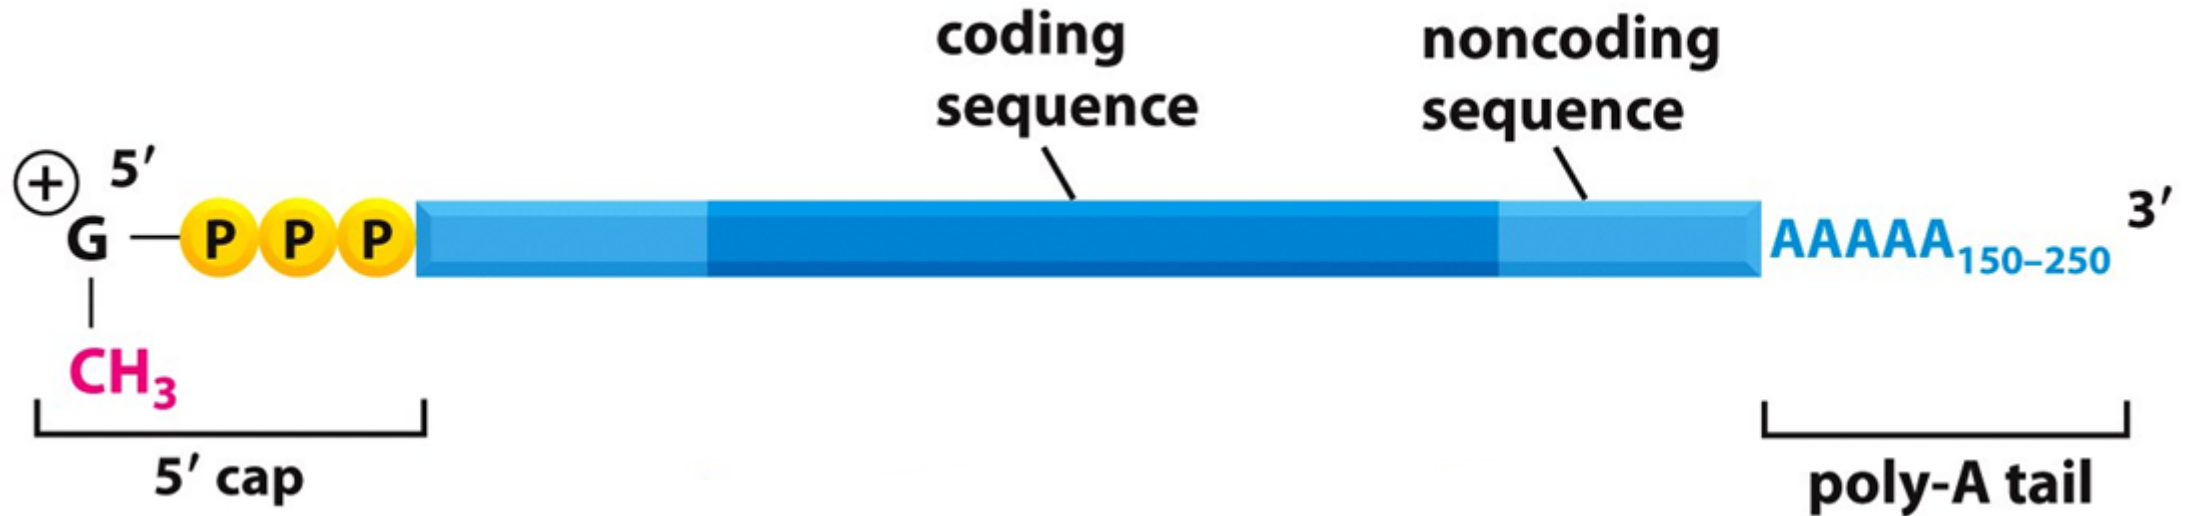 coding
sequence
noncoding
sequence
+
5′
G
P P P
AAAAA150–250
3′
CH3
5′ cap
poly-A tail